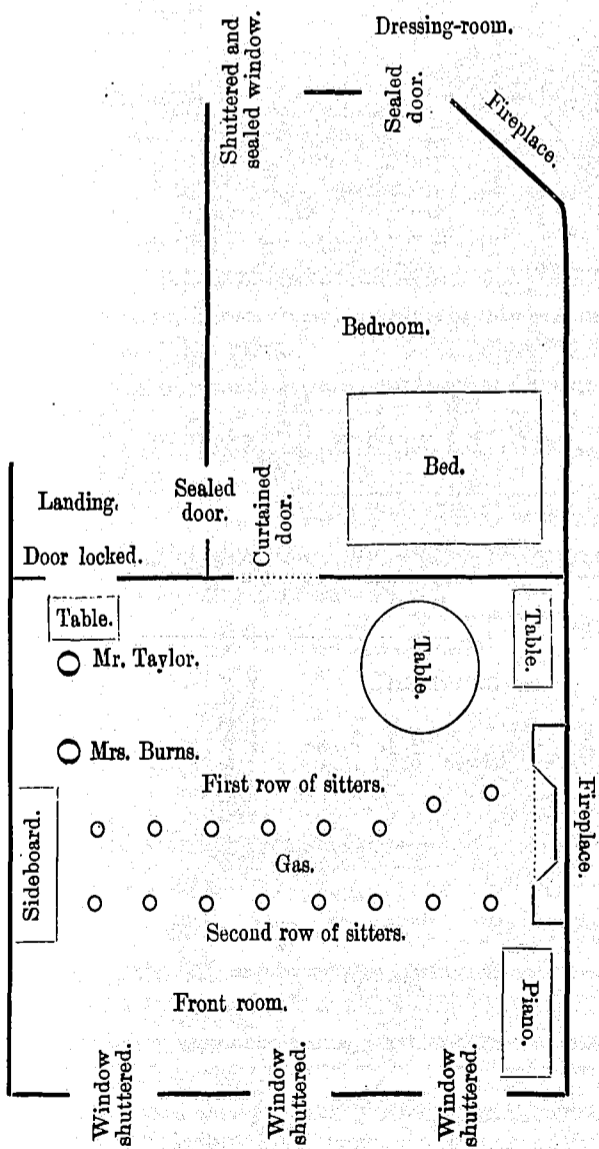 Dressing-room.
Shuttered and
sealed window.
Sealed
door.
Fireplace.
Bedroom.
Bed.
Landing.
Sealed
door.
Curtained
door.
Door locked.
Table.
Mr. Taylor.
Table.
Table.
Mrs. Burns.
First row of sitters.
Fireplace.
Sideboard.
Gas.
Second row of sitters.
Front room.
Piano.
Window
shuttered.
Window
shuttered.
Window
shuttered.